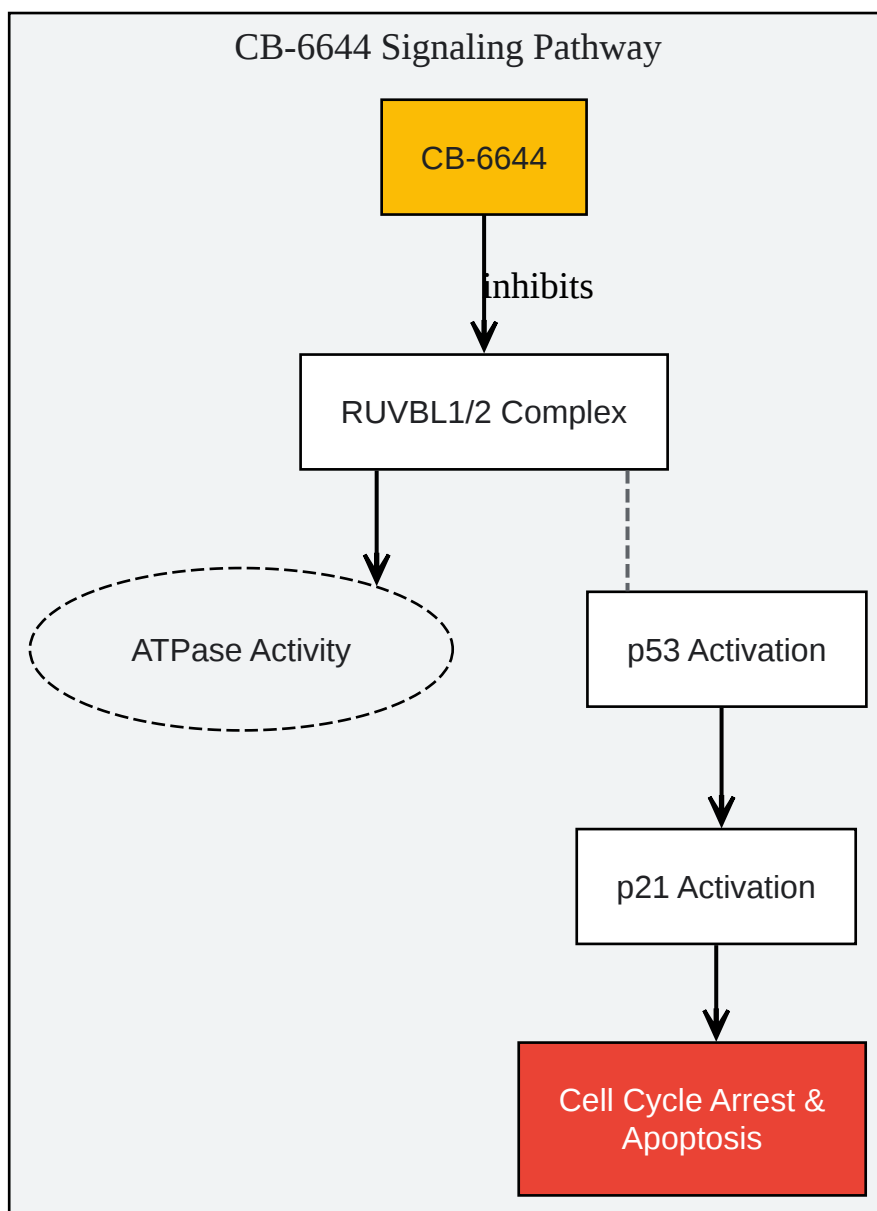 CB-6644 Signaling Pathway
CB-6644
inhibits
RUVBL1/2 Complex
ATPase Activity
p53 Activation
p21 Activation
Cell Cycle Arrest &
Apoptosis